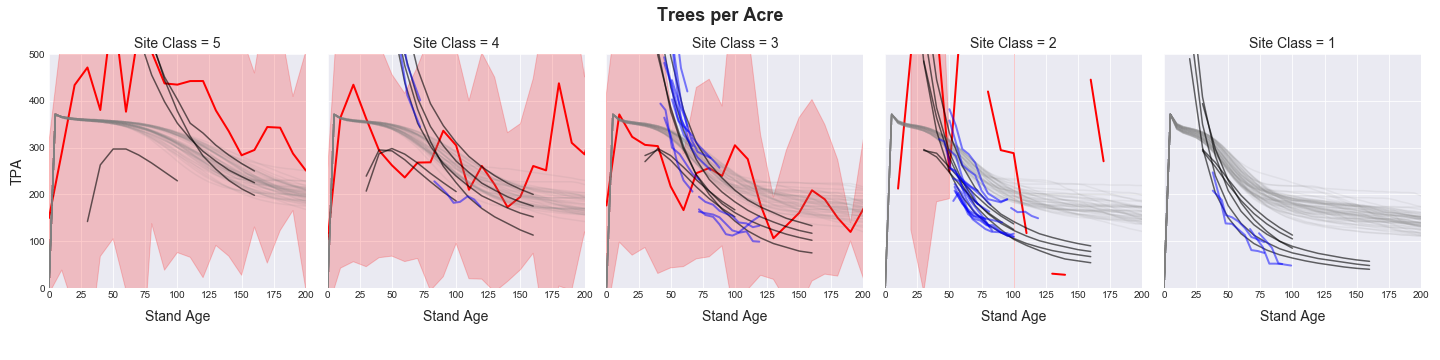 Trees per Acre
Site Class = 5
Site Class = 4
Site Class = 3
Site Class = 2
Site Class = 1
TPA
500
400
300
200
100
0
0 25 50 75 100 125 150 175 200
0 25 50 75 100 125 150 175 200
0 25 50 75 100 125 150 175 200
0 25 50 75 100 125 150 175 200
0 25 50 75 100 125 150 175 200
Stand Age
Stand Age
Stand Age
Stand Age
Stand Age